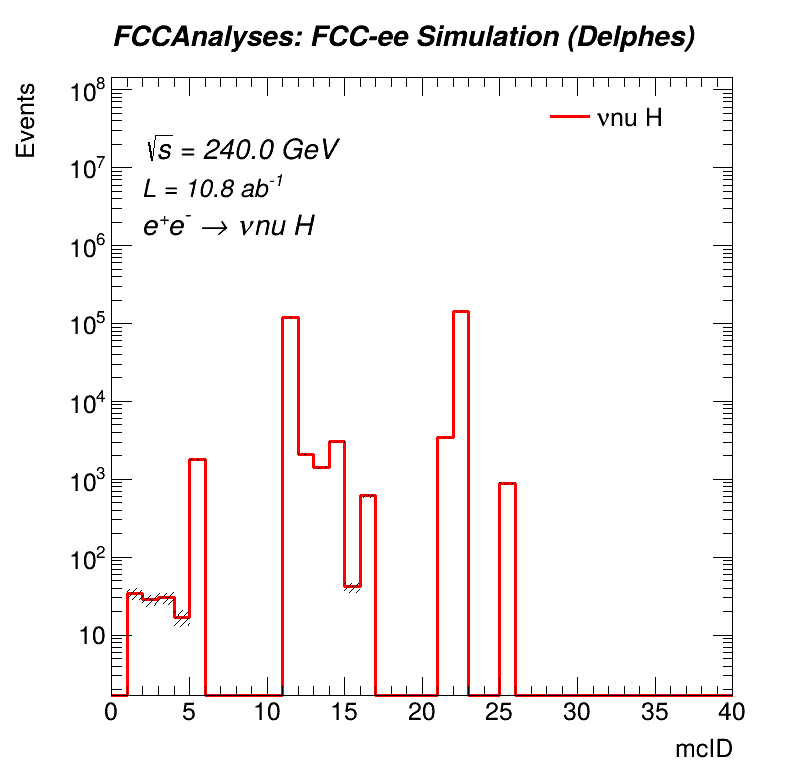 FCCAnalyses: FCC-ee Simulation (Delphes)
Events
10⁸
10⁷
10⁶
10⁵
10⁴
10³
10²
10
√s = 240.0 GeV
L = 10.8 ab⁻¹
e⁺e⁻ → νnu H
νnu H
0 5 10 15 20 25 30 35 40
mcID